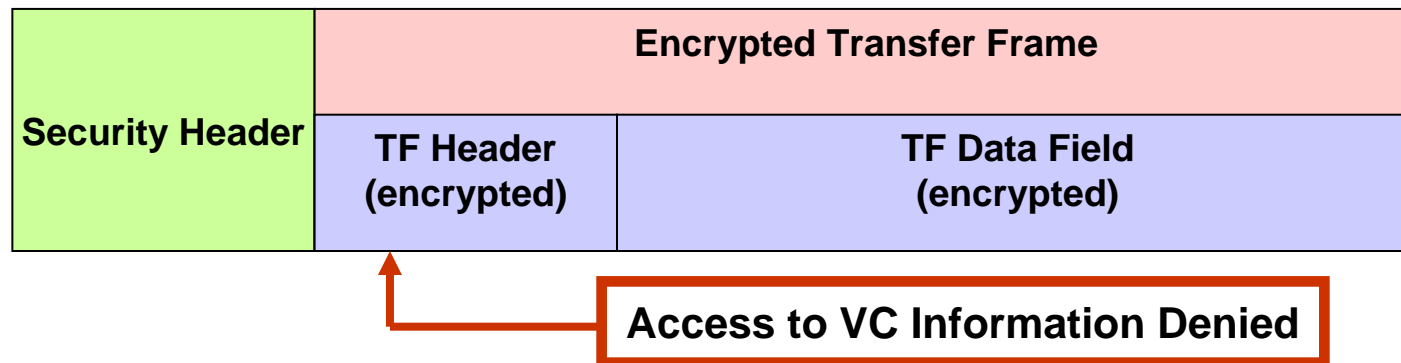 Encrypted Transfer Frame
Security Header
TF Header
(encrypted)
TF Data Field
(encrypted)
Access to VC Information Denied